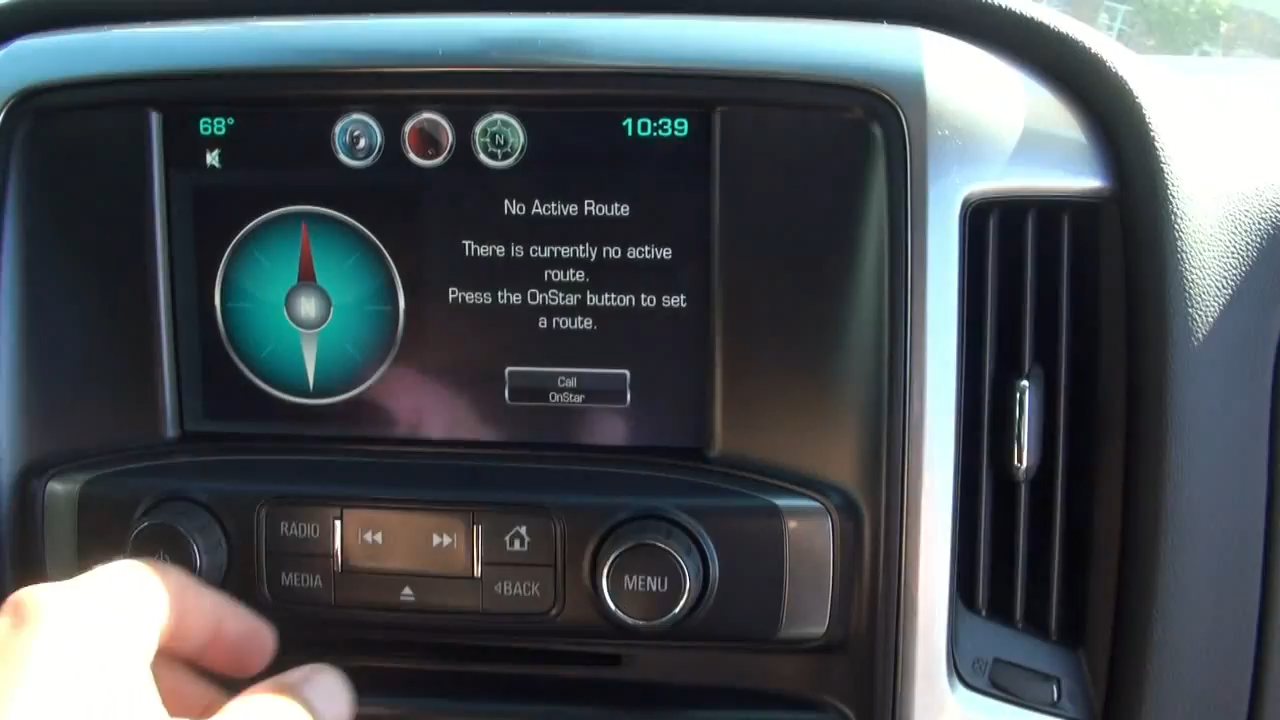 68°
N
10:39
No Active Route
There is currently no active
route.
Press the OnStar button to set
a route.
N
Call
OnStar
RADIO
MEDIA
BACK
MENU